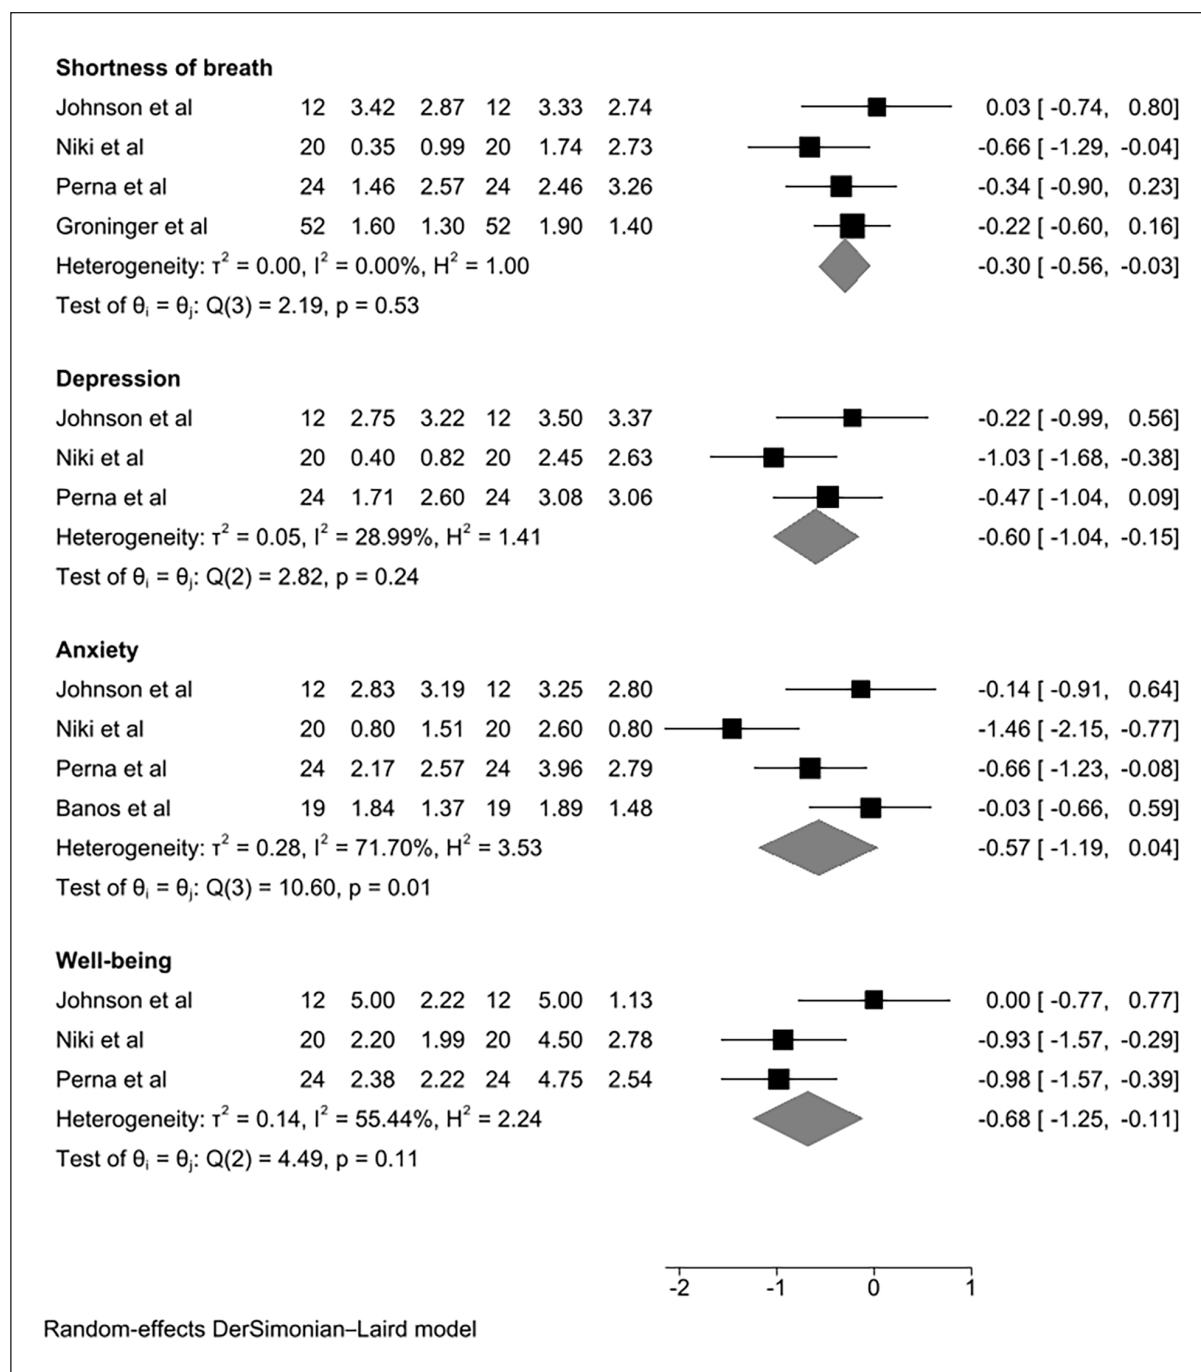 Shortness of breath
Johnson et al 12 3.42 2.87 12 3.33 2.74 0.03 [ -0.74, 0.80]
Niki et al 20 0.35 0.99 20 1.74 2.73 -0.66 [ -1.29, -0.04]
Perna et al 24 1.46 2.57 24 2.46 3.26 -0.34 [ -0.90, 0.23]
Groninger et al 52 1.60 1.30 52 1.90 1.40 -0.22 [ -0.60, 0.16]
Heterogeneity: τ² = 0.00, I² = 0.00%, H² = 1.00 -0.30 [ -0.56, -0.03]
Test of θᵢ = θⱼ: Q(3) = 2.19, p = 0.53
Depression
Johnson et al 12 2.75 3.22 12 3.50 3.37 -0.22 [ -0.99, 0.56]
Niki et al 20 0.40 0.82 20 2.45 2.63 -1.03 [ -1.68, -0.38]
Perna et al 24 1.71 2.60 24 3.08 3.06 -0.47 [ -1.04, 0.09]
Heterogeneity: τ² = 0.05, I² = 28.99%, H² = 1.41 -0.60 [ -1.04, -0.15]
Test of θᵢ = θⱼ: Q(2) = 2.82, p = 0.24
Anxiety
Johnson et al 12 2.83 3.19 12 3.25 2.80 -0.14 [ -0.91, 0.64]
Niki et al 20 0.80 1.51 20 2.60 0.80 -1.46 [ -2.15, -0.77]
Perna et al 24 2.17 2.57 24 3.96 2.79 -0.66 [ -1.23, -0.08]
Banos et al 19 1.84 1.37 19 1.89 1.48 -0.03 [ -0.66, 0.59]
Heterogeneity: τ² = 0.28, I² = 71.70%, H² = 3.53 -0.57 [ -1.19, 0.04]
Test of θᵢ = θⱼ: Q(3) = 10.60, p = 0.01
Well-being
Johnson et al 12 5.00 2.22 12 5.00 1.13 0.00 [ -0.77, 0.77]
Niki et al 20 2.20 1.99 20 4.50 2.78 -0.93 [ -1.57, -0.29]
Perna et al 24 2.38 2.22 24 4.75 2.54 -0.98 [ -1.57, -0.39]
Heterogeneity: τ² = 0.14, I² = 55.44%, H² = 2.24 -0.68 [ -1.25, -0.11]
Test of θᵢ = θⱼ: Q(2) = 4.49, p = 0.11
-2 -1 0 1
Random-effects DerSimonian–Laird model